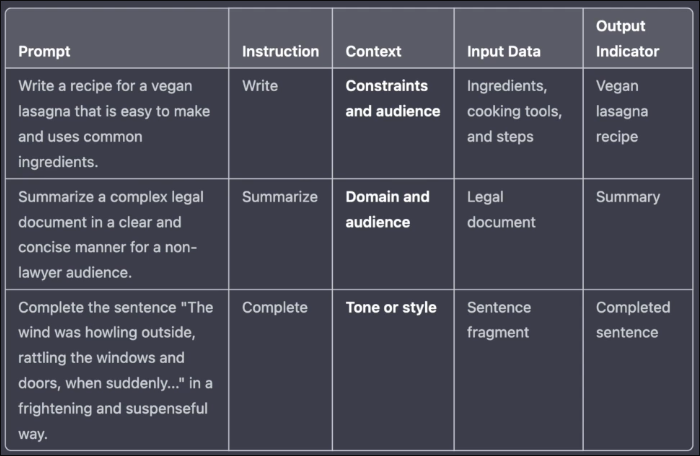 Prompt
Instruction
Context
Input Data
Output
Indicator
Write a recipe for a vegan
lasagna that is easy to make
and uses common
ingredients.
Write
Constraints
and audience
Ingredients,
cooking tools,
and steps
Vegan
lasagna
recipe
Summarize a complex legal
document in a clear and
concise manner for a non-
lawyer audience.
Summarize
Domain and
audience
Legal
document
Summary
Complete the sentence "The
wind was howling outside,
rattling the windows and
doors, when suddenly..." in a
frightening and suspenseful
way.
Complete
Tone or style
Sentence
fragment
Completed
sentence